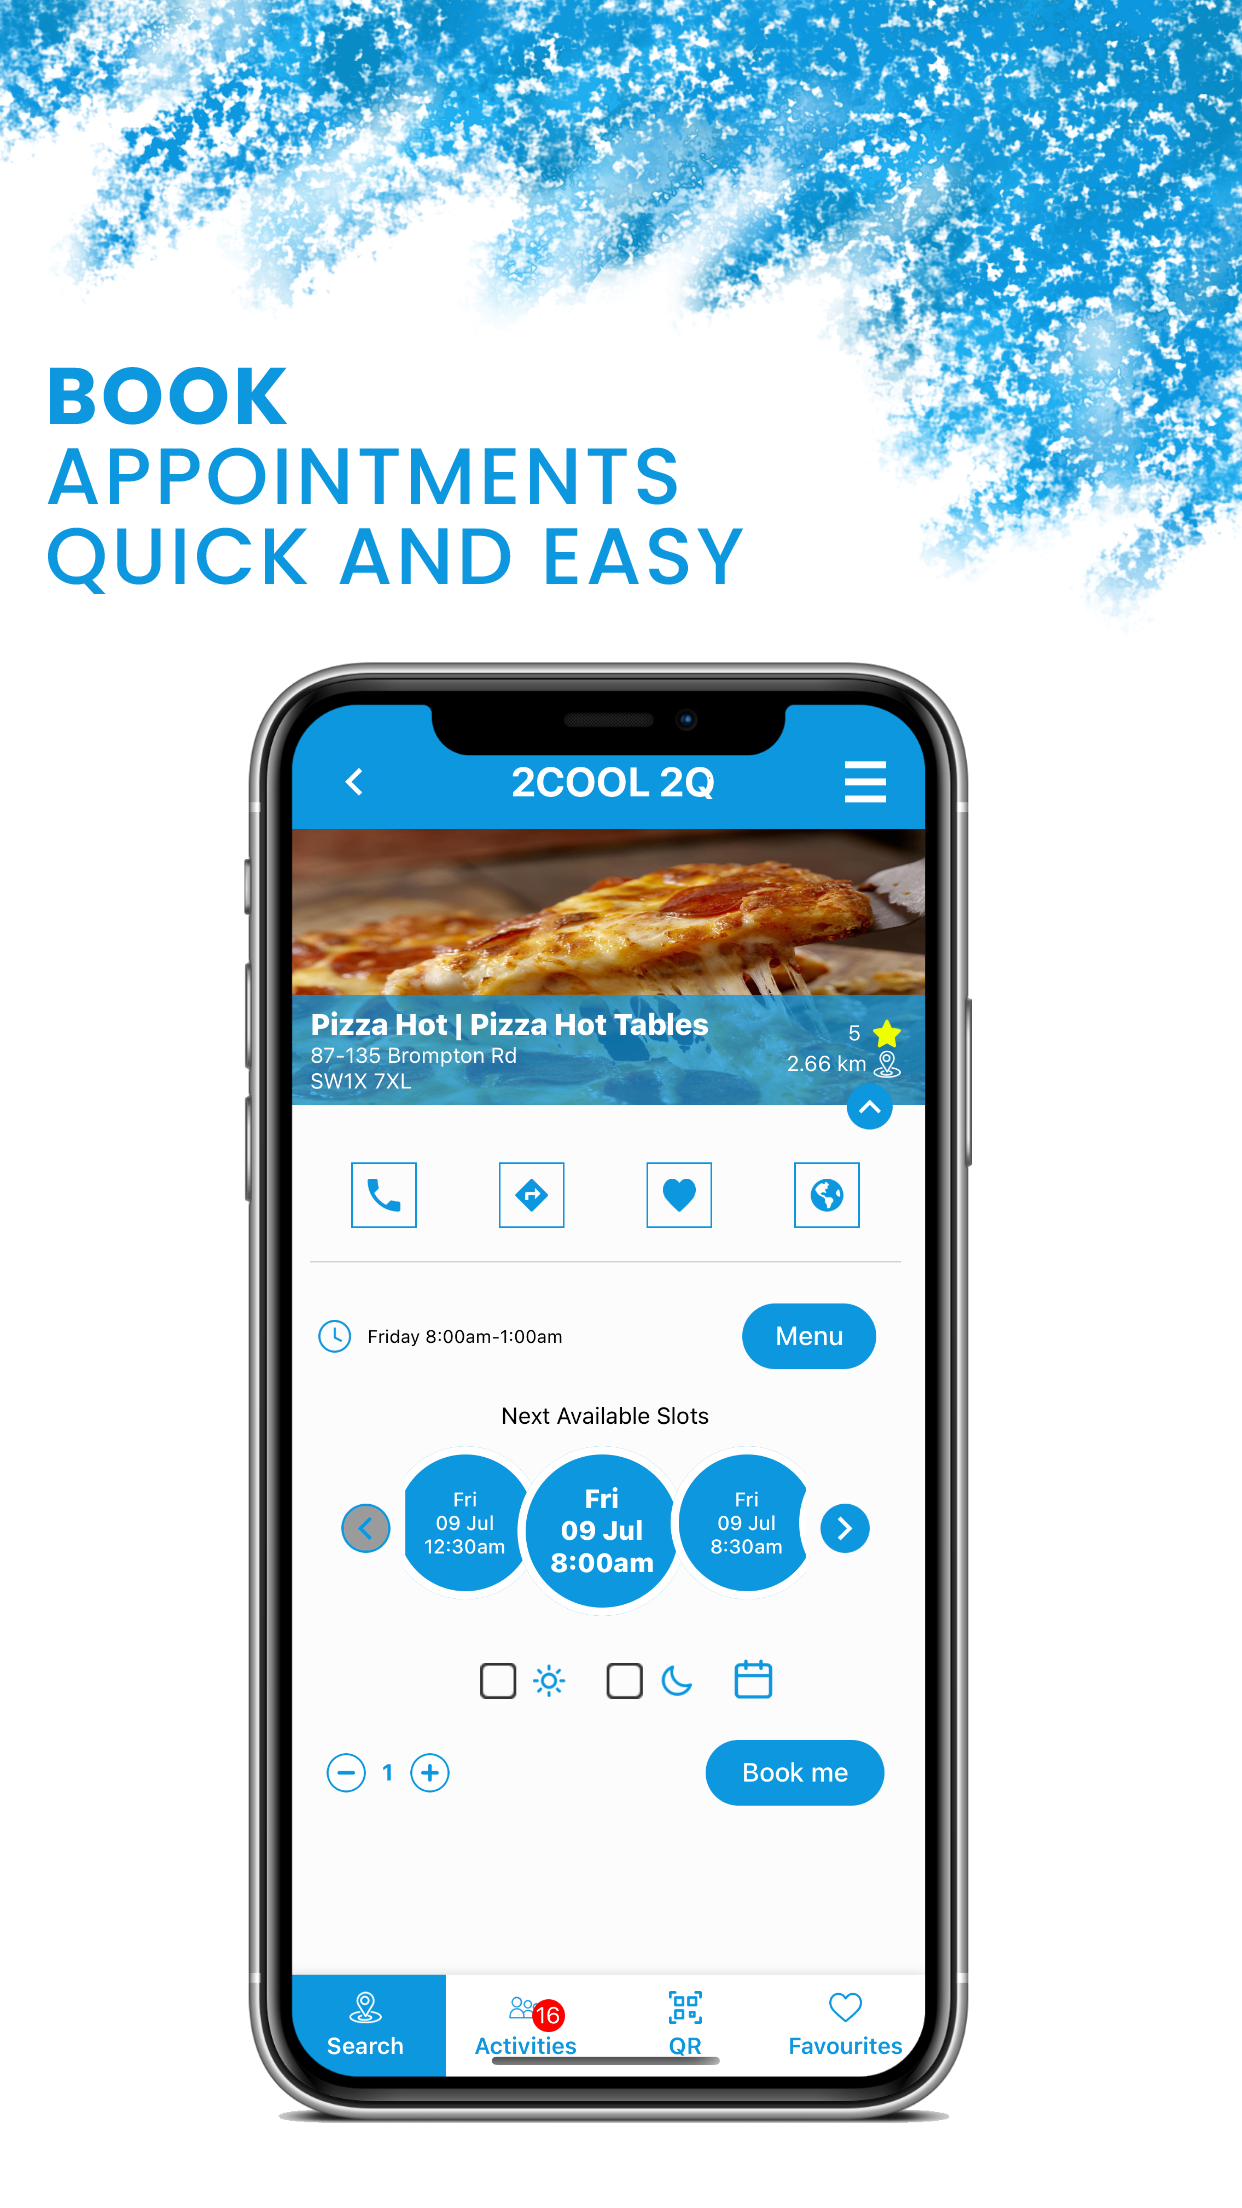 BOOK
APPOINTMENTS
QUICK AND EASY
2COOL 2Q
Pizza Hot | Pizza Hot Tables
87-135 Brompton Rd
SW1X 7XL
5
2.66 km
Friday 8:00am-1:00am
Menu
Next Available Slots
Fri
09 Jul
12:30am
Fri
09 Jul
8:00am
Fri
09 Jul
8:30am
1
Book me
Search
16
Activities
QR
Favourites